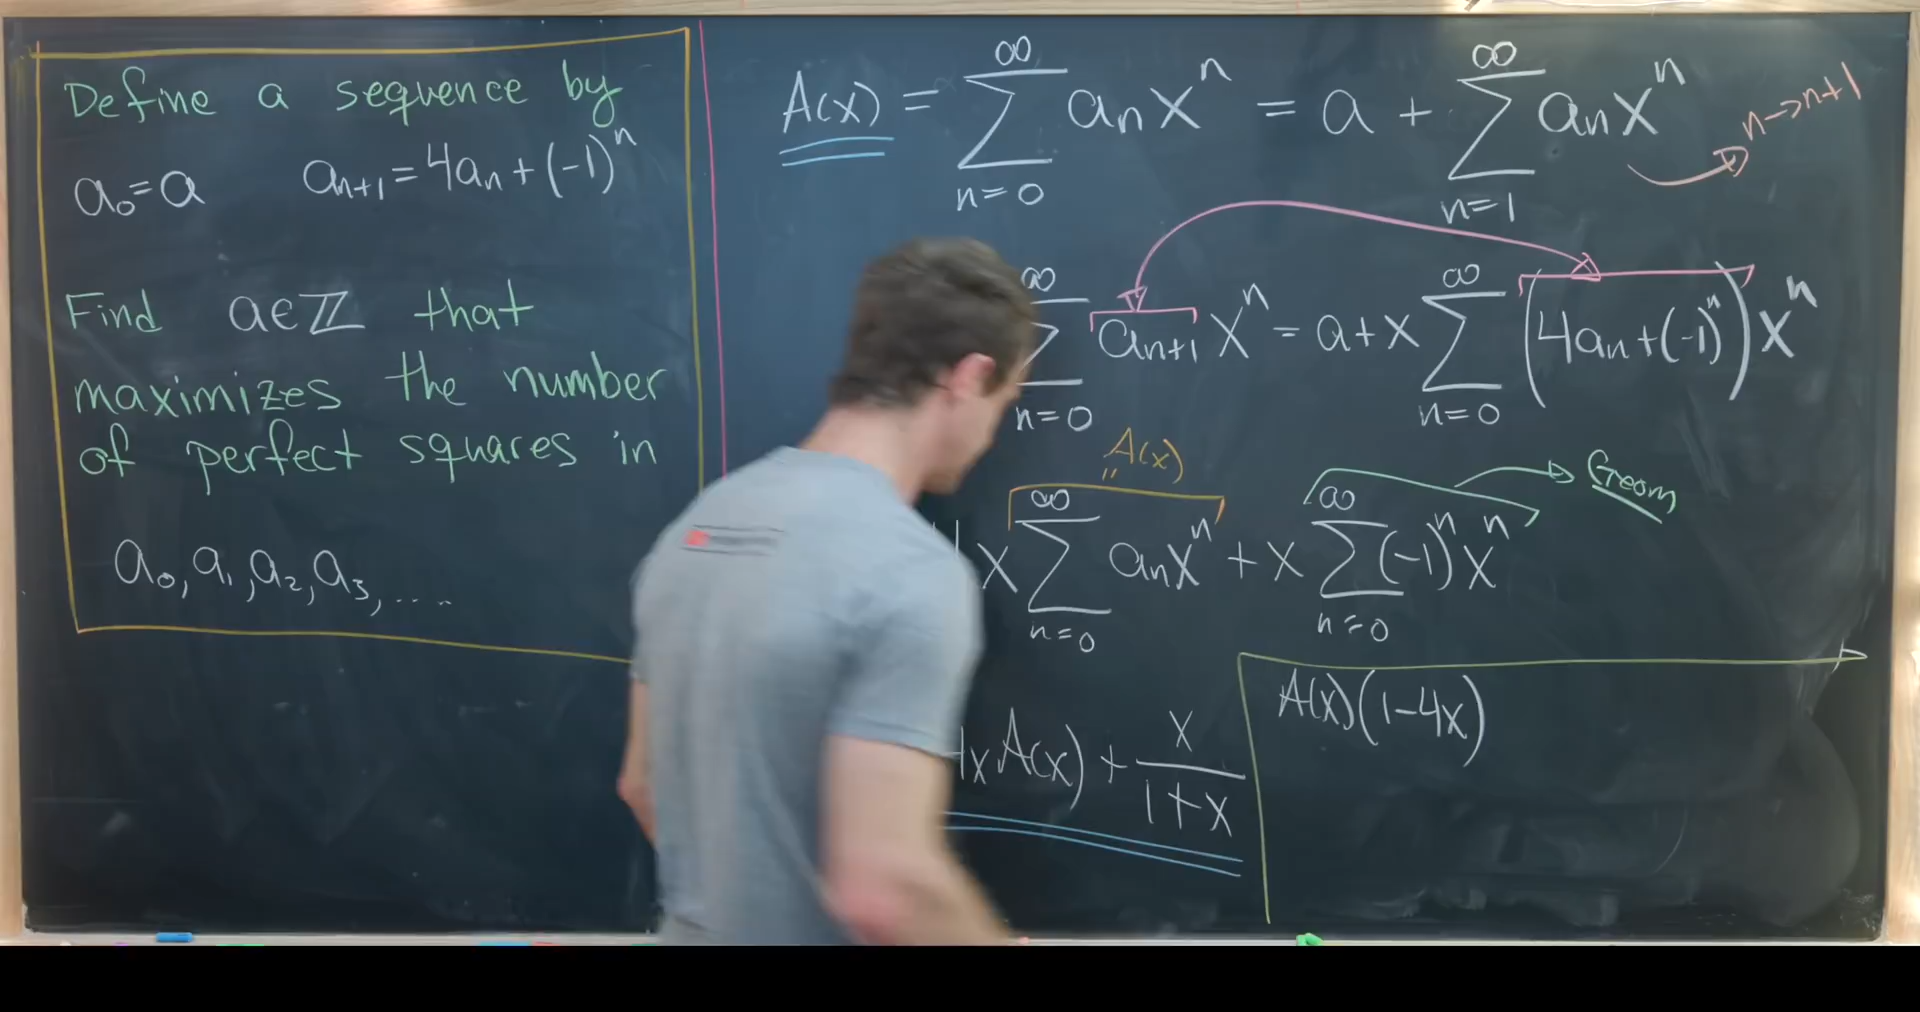 Define a sequence by
a₀=a aₙ₊₁=4aₙ+(-1)ⁿ
Find a∈ℤ that
maximizes the number
of perfect squares in
a₀, a₁, a₂, a₃, ....
A(x) = ∑_{n=0}^{∞} aₙxⁿ = a + ∑_{n=1}^{∞} aₙxⁿ
n→n+1
∑_{n=0}^{∞} aₙ₊₁ xⁿ = a+x ∑_{n=0}^{∞} (4aₙ+(-1)ⁿ)xⁿ
A(x)
"
Geom
x ∑_{n=0}^{∞} aₙxⁿ + x ∑_{n=0}^{∞} (-1)ⁿxⁿ
4xA(x) + x/(1+x)
A(x)(1-4x)